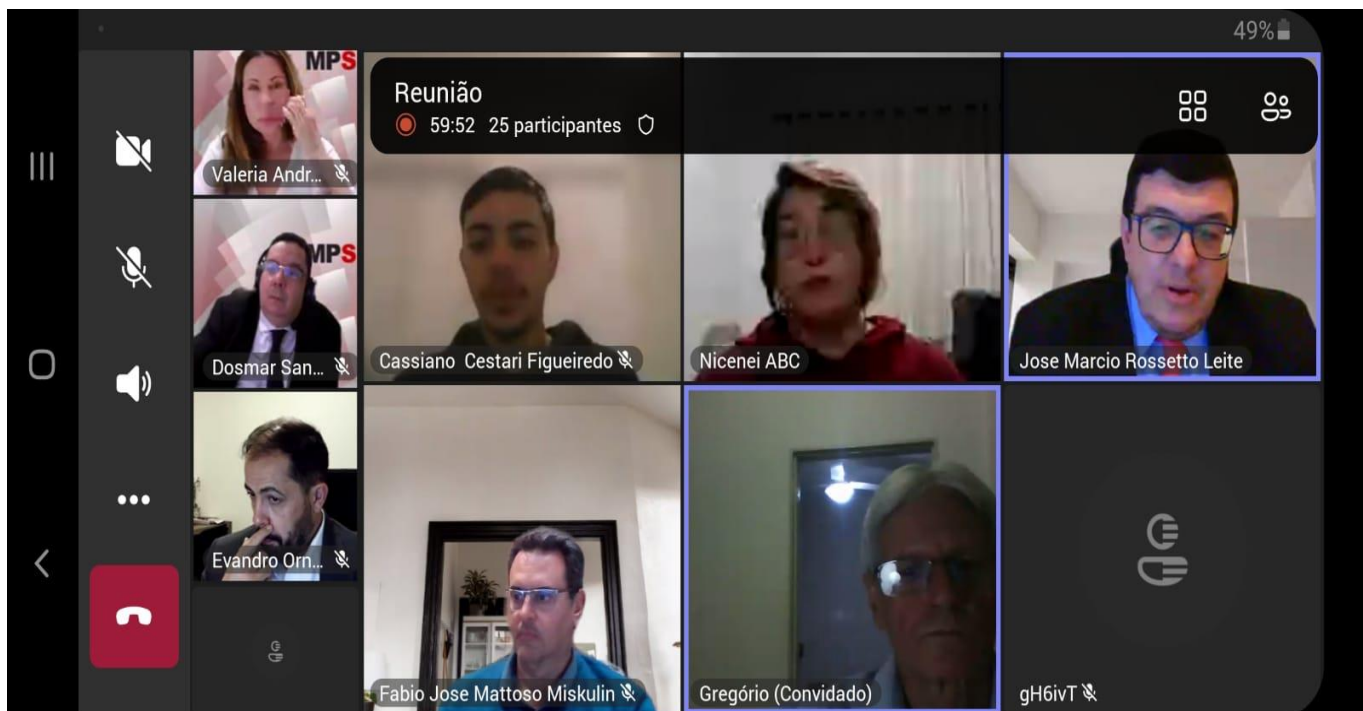 49%
MPS
Valeria Andr...
Reunião
59:52 25 participantes
MPS
Dosmar San...
Cassiano Cestari Figueiredo
Nicenei ABC
Jose Marcio Rossetto Leite
Evandro Orn...
Fabio Jose Mattoso Miskulin
Gregório (Convidado)
gH6ivT